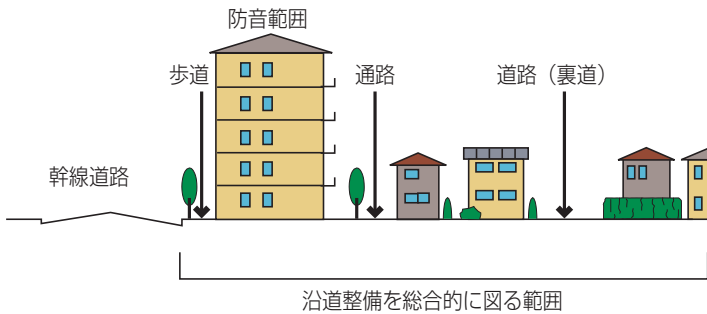 防音範囲
歩道
通路
道路（裏道）
幹線道路
沿道整備を総合的に図る範囲